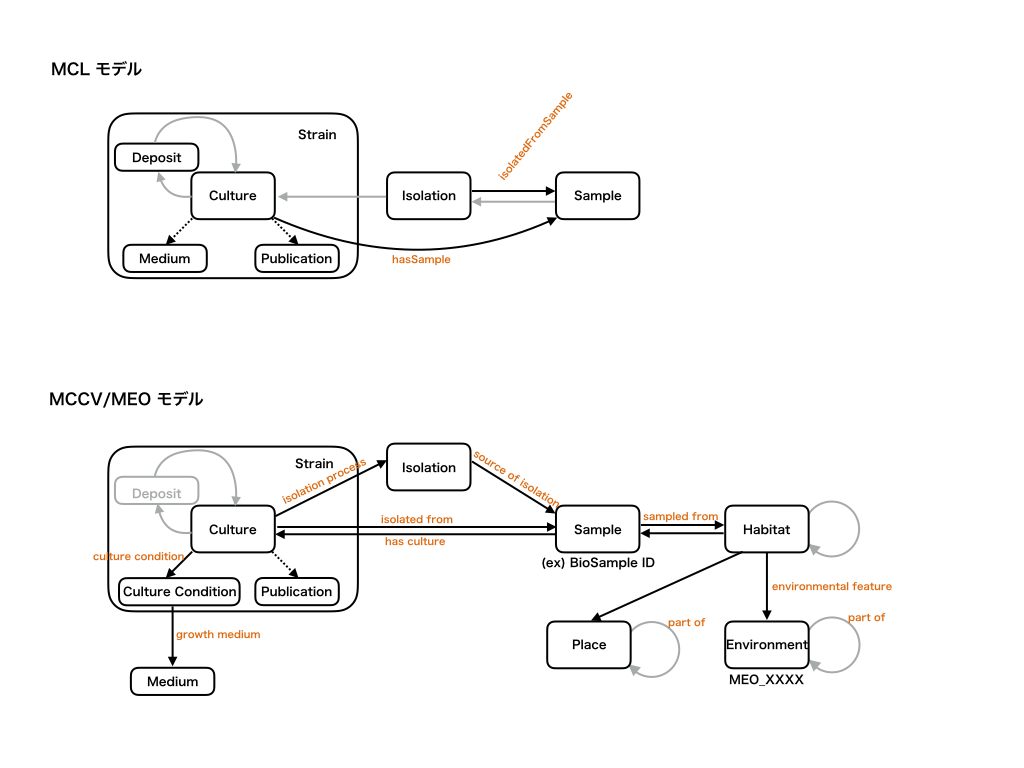 MCL モデル
isolatedFromSample
Strain
Deposit
Culture
Isolation
Sample
Medium
Publication
hasSample
MCCV/MEO モデル
Strain
isolation process
Isolation
source of isolation
Deposit
Culture
isolated from
has culture
Sample
(ex) BioSample ID
sampled from
Habitat
culture condition
Culture Condition
Publication
environmental feature
growth medium
Place
part of
Environment
part of
MEO_XXXX
Medium